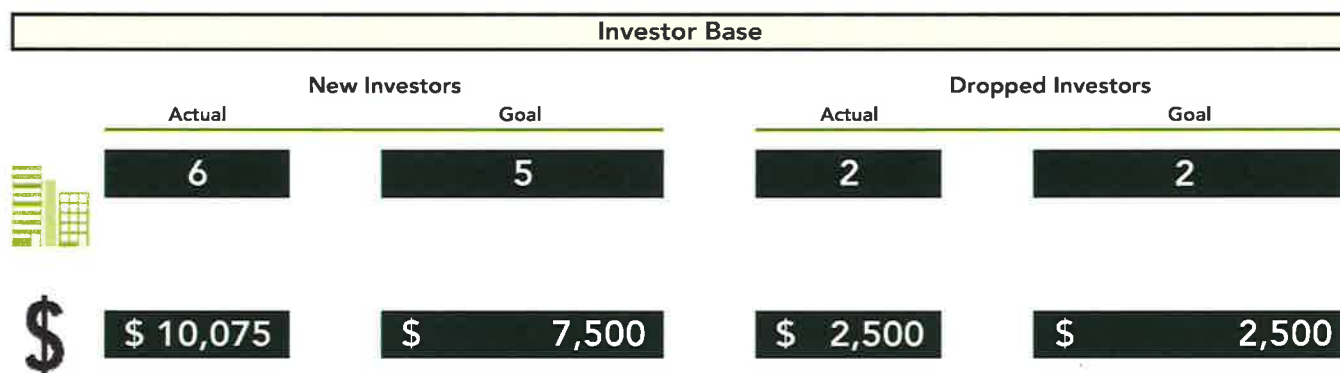 Investor Base
New Investors Dropped Investors
Actual Goal Actual Goal
6 5 2 2
$ $ 10,075 $ 7,500 $ 2,500 $ 2,500